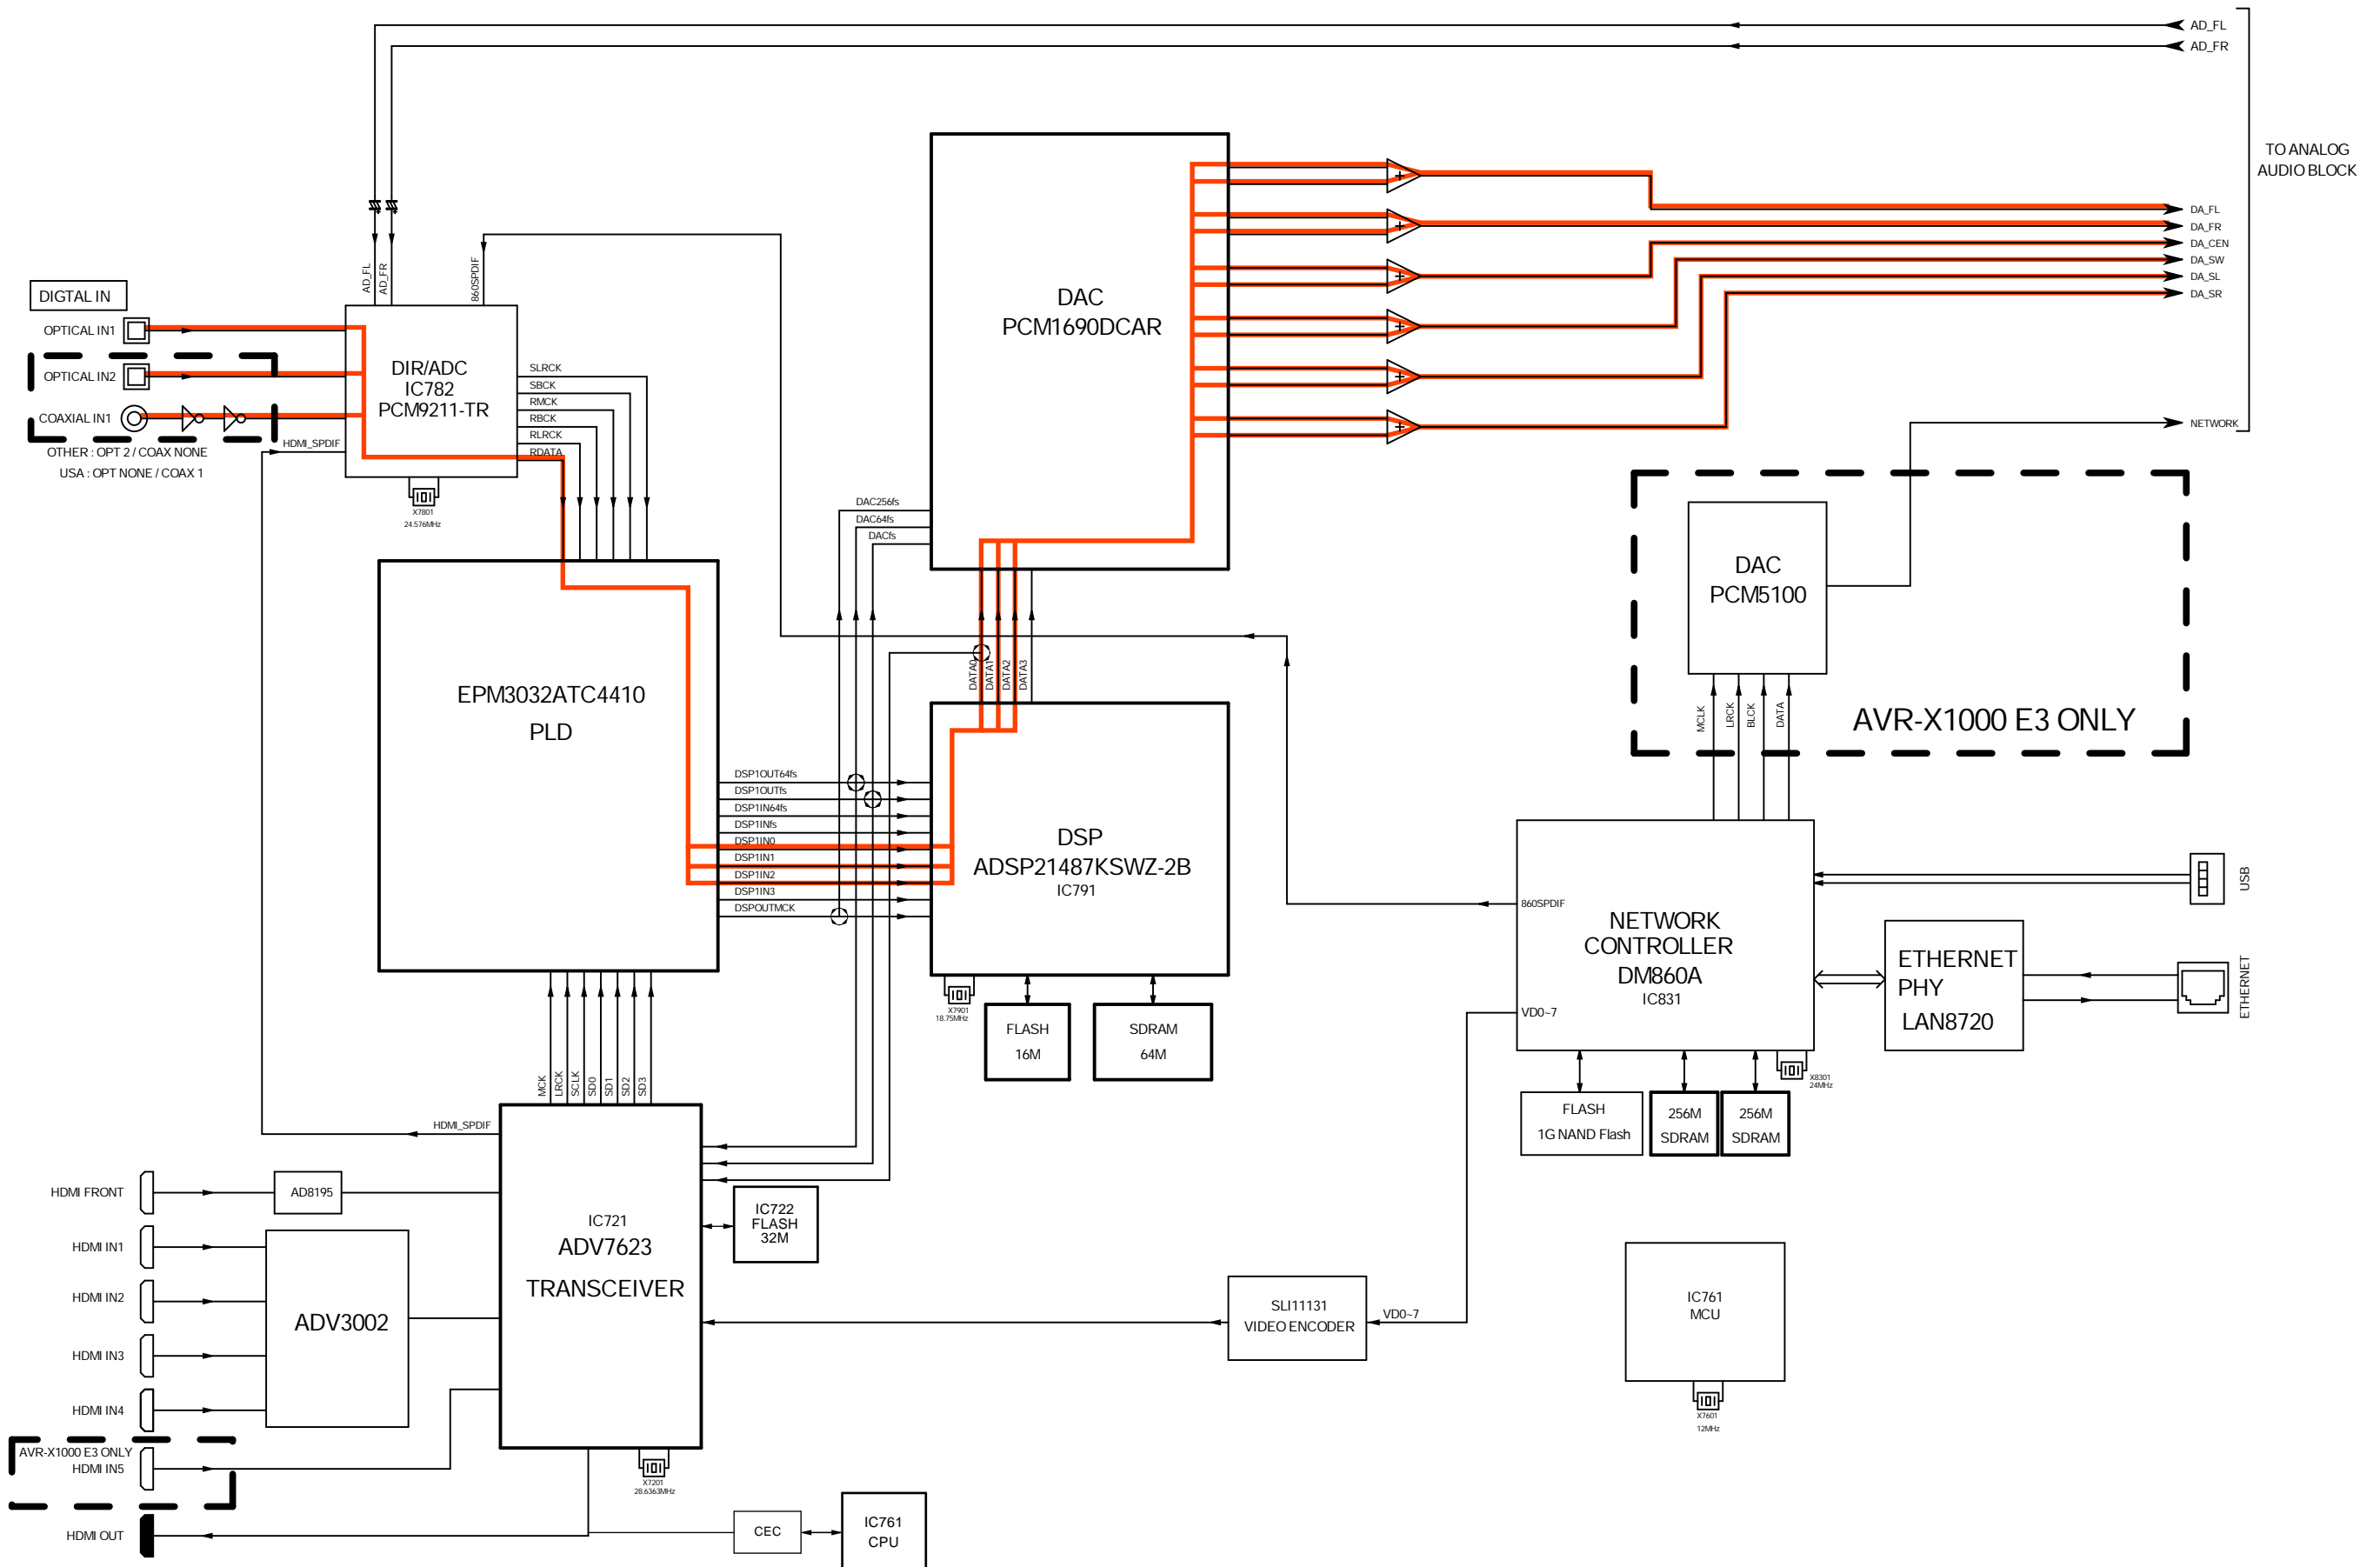 AD_FL
AD_FR
TO ANALOG
AUDIO BLOCK
DA_FL
DA_FR
DA_CEN
DA_SW
DA_SL
DA_SR
NETWORK
AD_FL
AD_FR
860SPDIF
DIGTAL IN
OPTICAL IN1
OPTICAL IN2
COAXIAL IN1
HDMI_SPDIF
OTHER : OPT 2 / COAX NONE
USA : OPT NONE / COAX 1
DIR/ADC
IC782
PCM9211-TR
SLRCK
SBCK
RMCK
RBCK
RLRCK
RDATA
X7801
24.576MHz
DAC
PCM1690DCAR
DAC256fs
DAC64fs
DACfs
DATA0
DATA1
DATA2
DATA3
DAC
PCM5100
AVR-X1000 E3 ONLY
MCLK
LRCK
BLCK
DATA
EPM3032ATC4410
PLD
DSP1OUT64fs
DSP1OUTfs
DSP1IN64fs
DSP1INfs
DSP1IN0
DSP1IN1
DSP1IN2
DSP1IN3
DSPOUTMCK
DSP
ADSP21487KSWZ-2B
IC791
X7901
18.75MHz
FLASH
16M
SDRAM
64M
860SPDIF
NETWORK
CONTROLLER
DM860A
IC831
VD0~7
USB
ETHERNET
PHY
LAN8720
ETHERNET
X8301
24MHz
FLASH
1G NAND Flash
256M
SDRAM
256M
SDRAM
MCK
LRCK
SCLK
SD0
SD1
SD2
SD3
HDMI_SPDIF
HDMI FRONT
AD8195
HDMI IN1
HDMI IN2
HDMI IN3
HDMI IN4
ADV3002
AVR-X1000 E3 ONLY
HDMI IN5
HDMI OUT
IC721
ADV7623
TRANSCEIVER
IC722
FLASH
32M
X7201
28.6363MHz
CEC
IC761
CPU
SLI11131
VIDEO ENCODER
VD0~7
IC761
MCU
X7601
12MHz